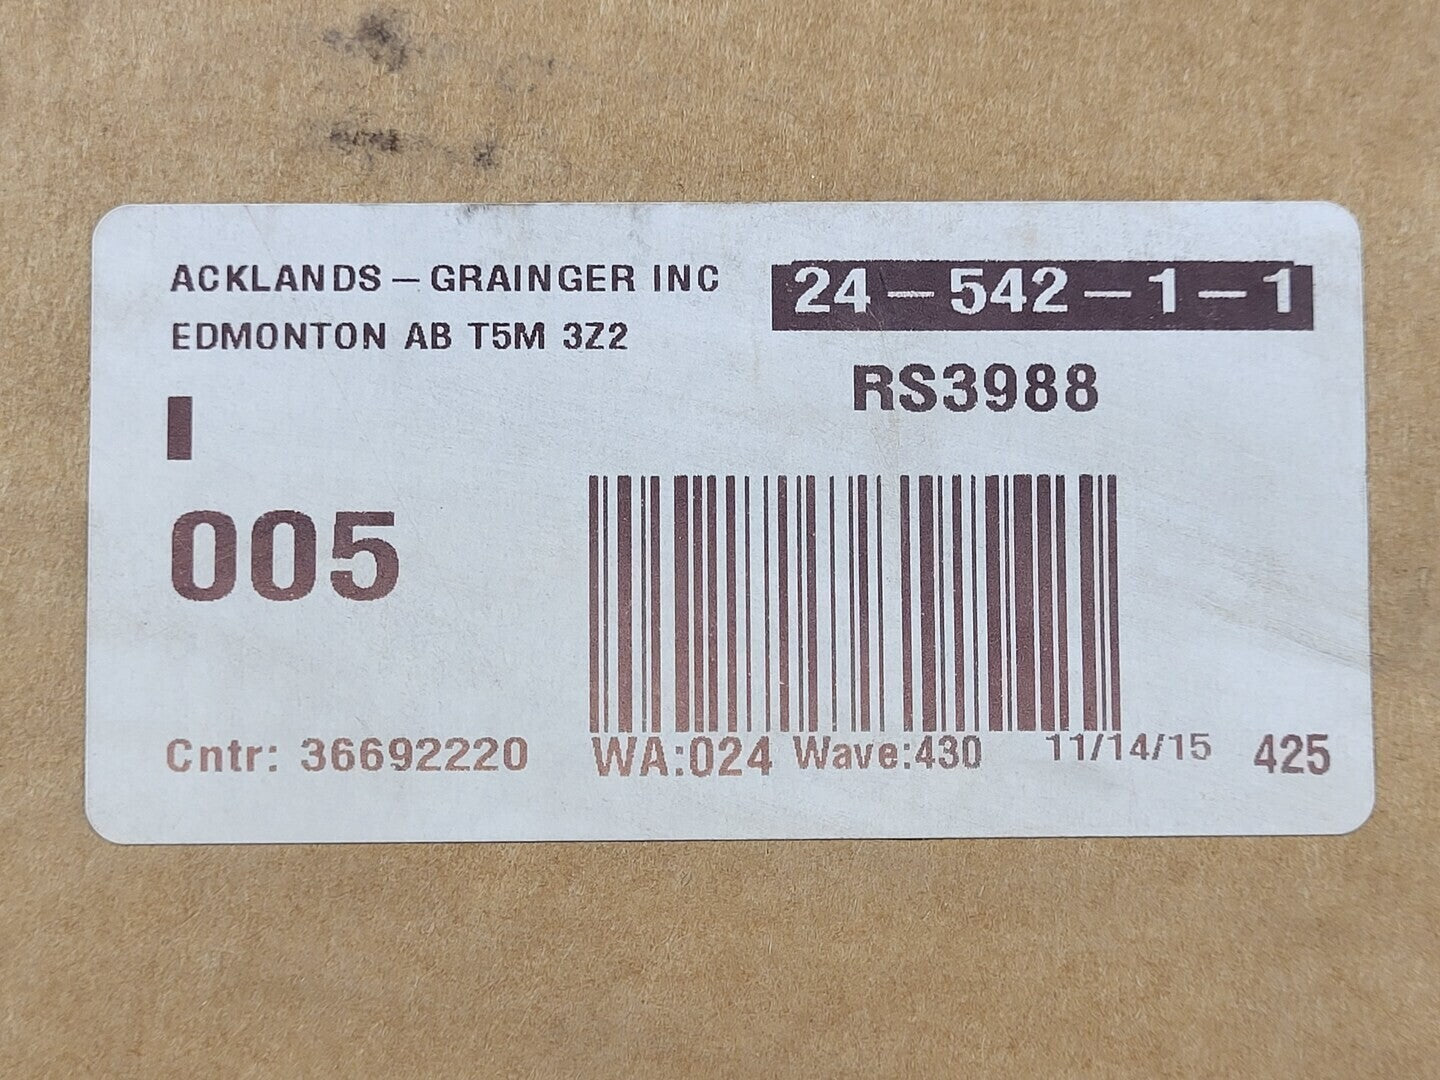 ACKLANDS-GRAINGER INC
EDMONTON AB T5M 3Z2
24-542-1-1
RS3988
I
005
Cntr: 36692220
WA:024 Wave:430 11/14/15 425